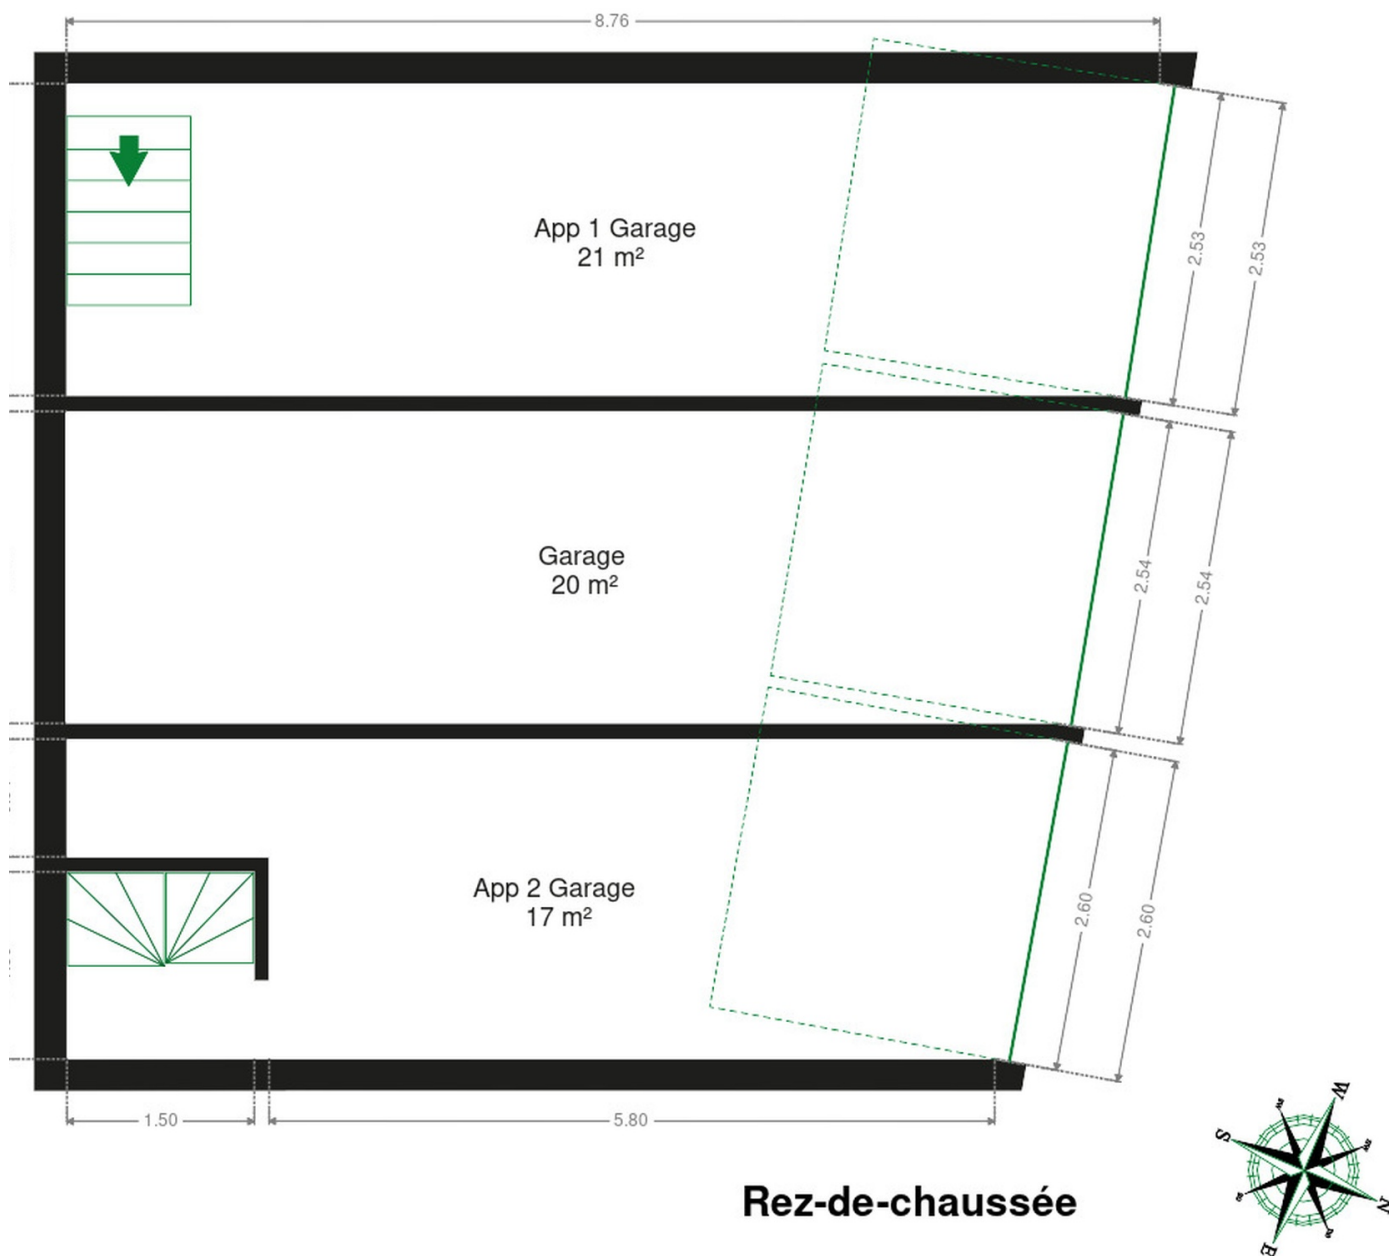 8.76
App 1 Garage
21 m²
2.53
2.53
Garage
20 m²
2.54
2.54
App 2 Garage
17 m²
2.60
2.60
1.50
5.80
Rez-de-chaussée
W
S
N
E